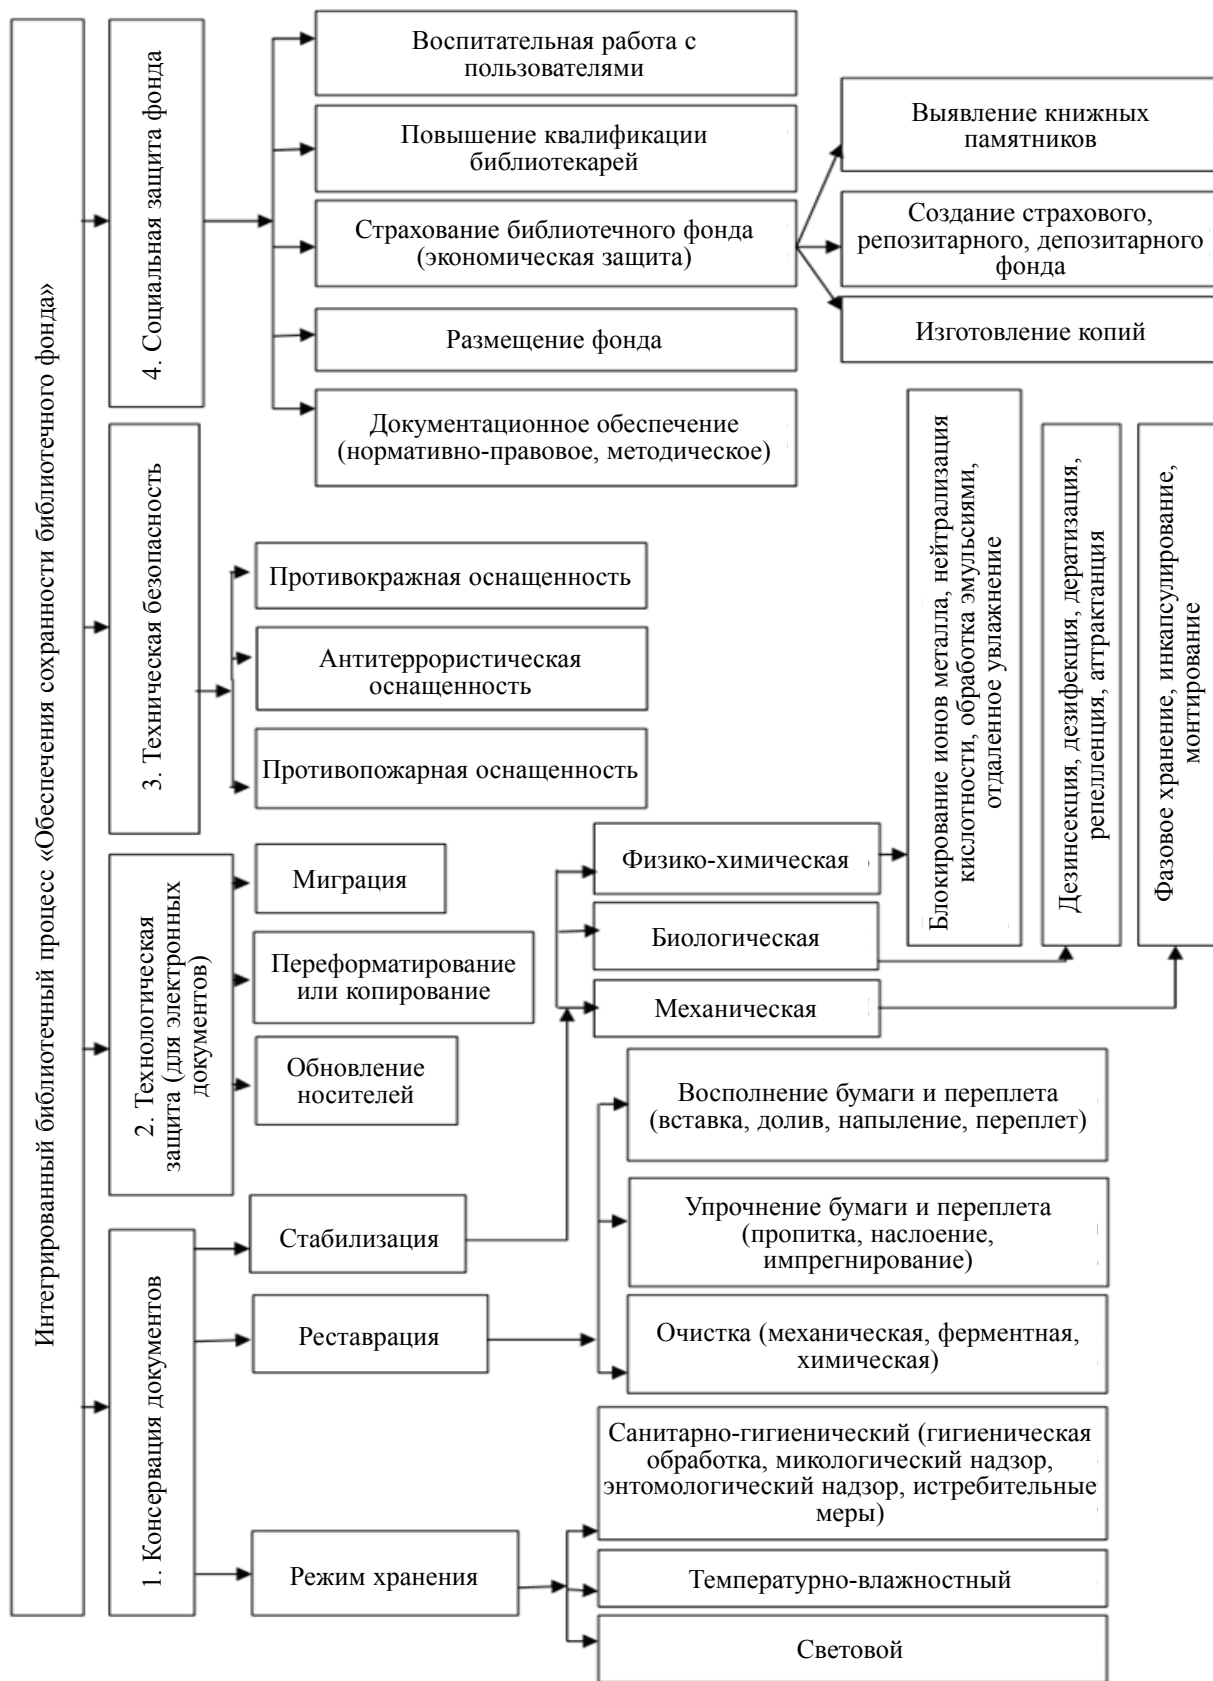 Интегрированный библиотечный процесс «Обеспечения сохранности библиотечного фонда»
4. Социальная защита фонда
Воспитательная работа с
пользователями
Повышение квалификации
библиотекарей
Страхование библиотечного фонда
(экономическая защита)
Размещение фонда
Документационное обеспечение
(нормативно-правовое, методическое)
Выявление книжных
памятников
Создание страхового,
репозитарного, депозитарного
фонда
Изготовление копий
3. Техническая безопасность
Противокражная оснащенность
Антитеррористическая
оснащенность
Противопожарная оснащенность
2. Технологическая
защита (для электронных
документов)
Миграция
Переформатирование
или копирование
Обновление
носителей
1. Консервация документов
Стабилизация
Физико-химическая
Биологическая
Механическая
Блокирование ионов металла, нейтрализация
кислотности, обработка эмульсиями,
отдаленное увлажнение
Дезинсекция, дезифекция, дератизация,
репелленция, аттрактанция
Фазовое хранение, инкапсулирование,
монтирование
Реставрация
Восполнение бумаги и переплета
(вставка, долив, напыление, переплет)
Упрочнение бумаги и переплета
(пропитка, наслоение,
импрегнирование)
Очистка (механическая, ферментная,
химическая)
Режим хранения
Санитарно-гигиенический (гигиеническая
обработка, микологический надзор,
энтомологический надзор, истребительные
меры)
Температурно-влажностный
Световой